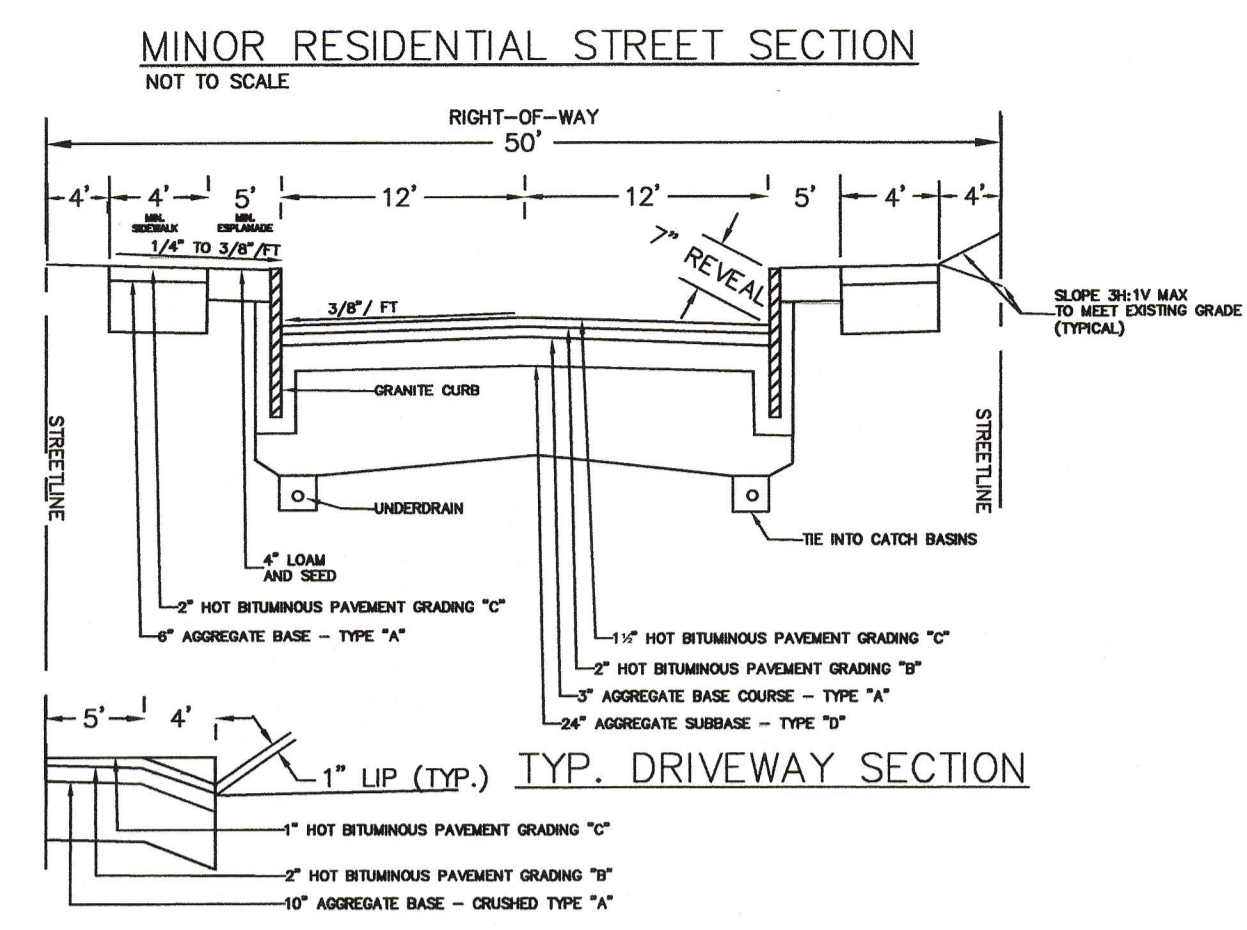 MINOR RESIDENTIAL STREET SECTION
NOT TO SCALE
RIGHT-OF-WAY
50'
4' 4' 5' 12' 12' 5' 4' 4'
MIN. SIDEWALK
MIN. ESPLANADE
1/4" TO 3/8"/FT
7" REVEAL
3/8"/ FT
SLOPE 3H:1V MAX
TO MEET EXISTING GRADE
(TYPICAL)
GRANITE CURB
STREETLINE
STREETLINE
UNDERDRAIN
TIE INTO CATCH BASINS
4" LOAM
AND SEED
2" HOT BITUMINOUS PAVEMENT GRADING "C"
6" AGGREGATE BASE - TYPE "A"
1 ½" HOT BITUMINOUS PAVEMENT GRADING "C"
2" HOT BITUMINOUS PAVEMENT GRADING "B"
3" AGGREGATE BASE COURSE - TYPE "A"
24" AGGREGATE SUBBASE - TYPE "D"
5' 4'
1" LIP (TYP.)
TYP. DRIVEWAY SECTION
1" HOT BITUMINOUS PAVEMENT GRADING "C"
2" HOT BITUMINOUS PAVEMENT GRADING "B"
10" AGGREGATE BASE - CRUSHED TYPE "A"